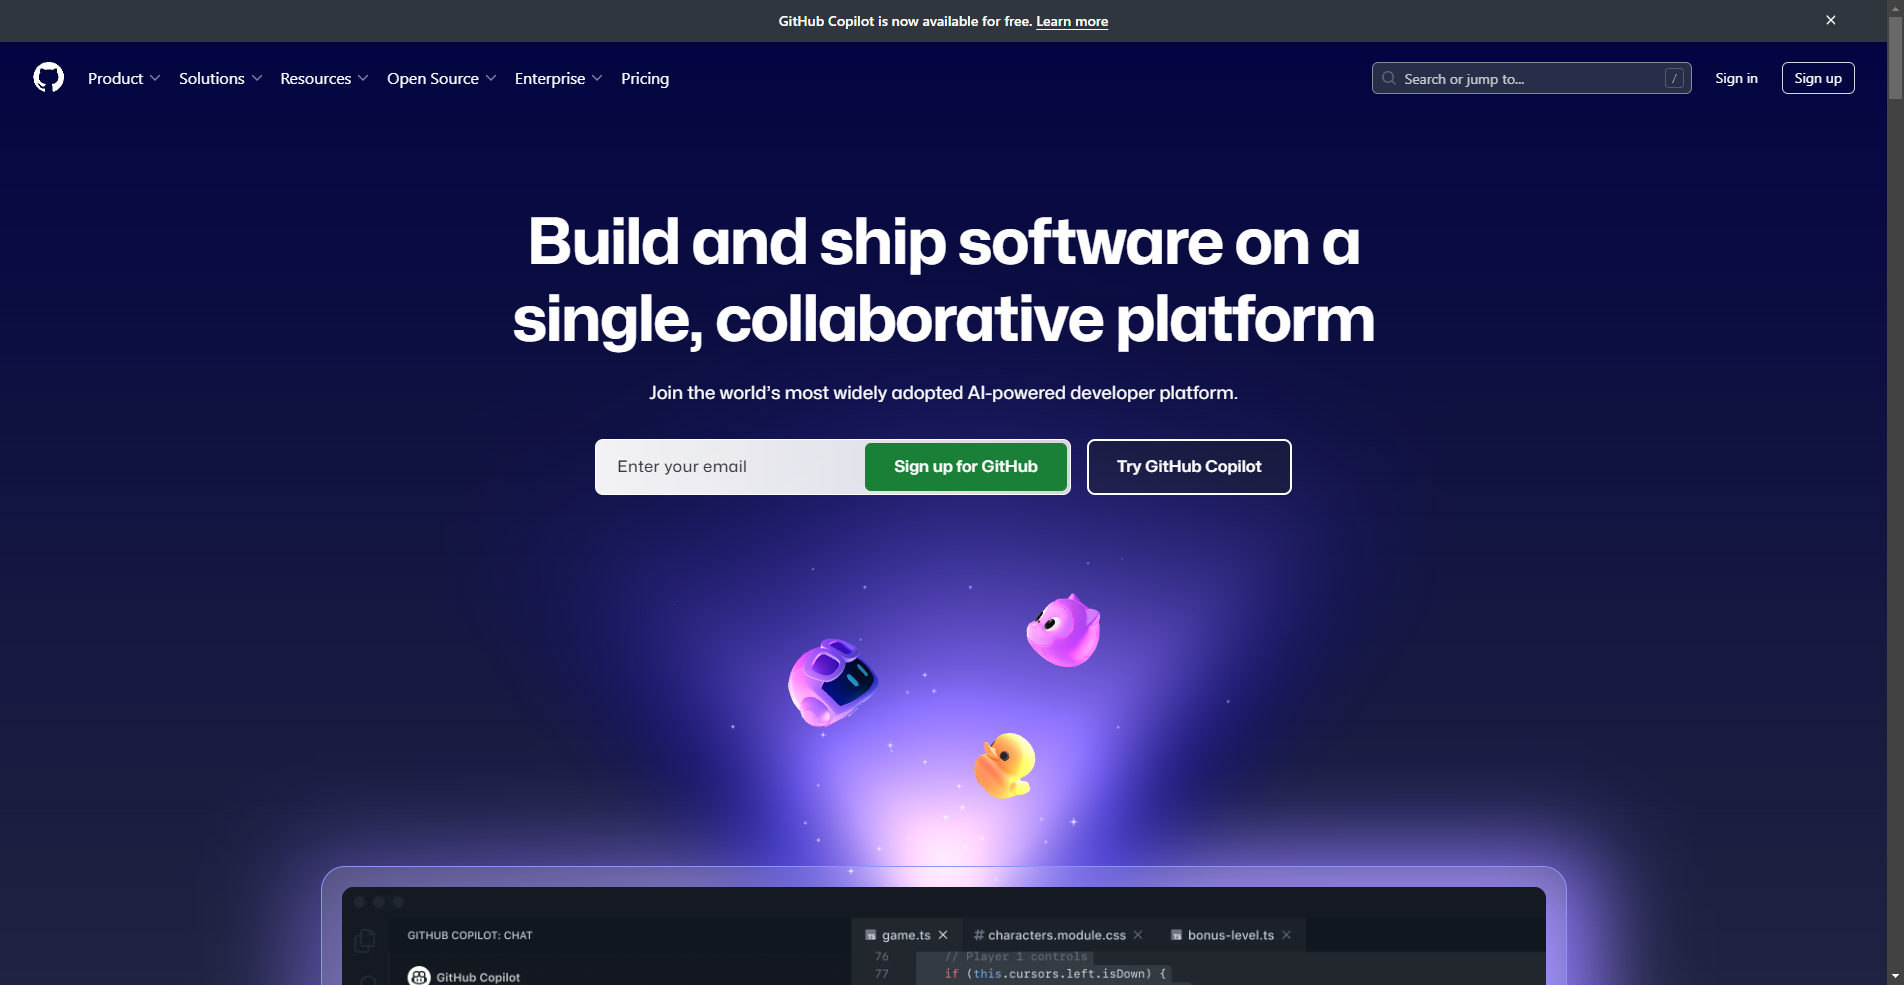 GitHub Copilot is now available for free. Learn more
Product Solutions Resources Open Source Enterprise Pricing
Search or jump to... /
Sign in
Sign up
Build and ship software on a
single, collaborative platform
Join the world’s most widely adopted AI-powered developer platform.
Enter your email
Sign up for GitHub
Try GitHub Copilot
GITHUB COPILOT: CHAT
GitHub Copilot
TS game.ts # characters.module.css TS bonus-level.ts
76 // Player 1 controls
77 if (this.cursors.left.isDown) {